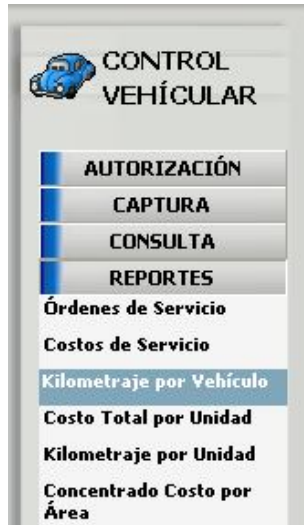 CONTROL
VEHÍCULAR
AUTORIZACIÓN
CAPTURA
CONSULTA
REPORTES
Órdenes de Servicio
Costos de Servicio
Kilometraje por Vehículo
Costo Total por Unidad
Kilometraje por Unidad
Concentrado Costo por
Área